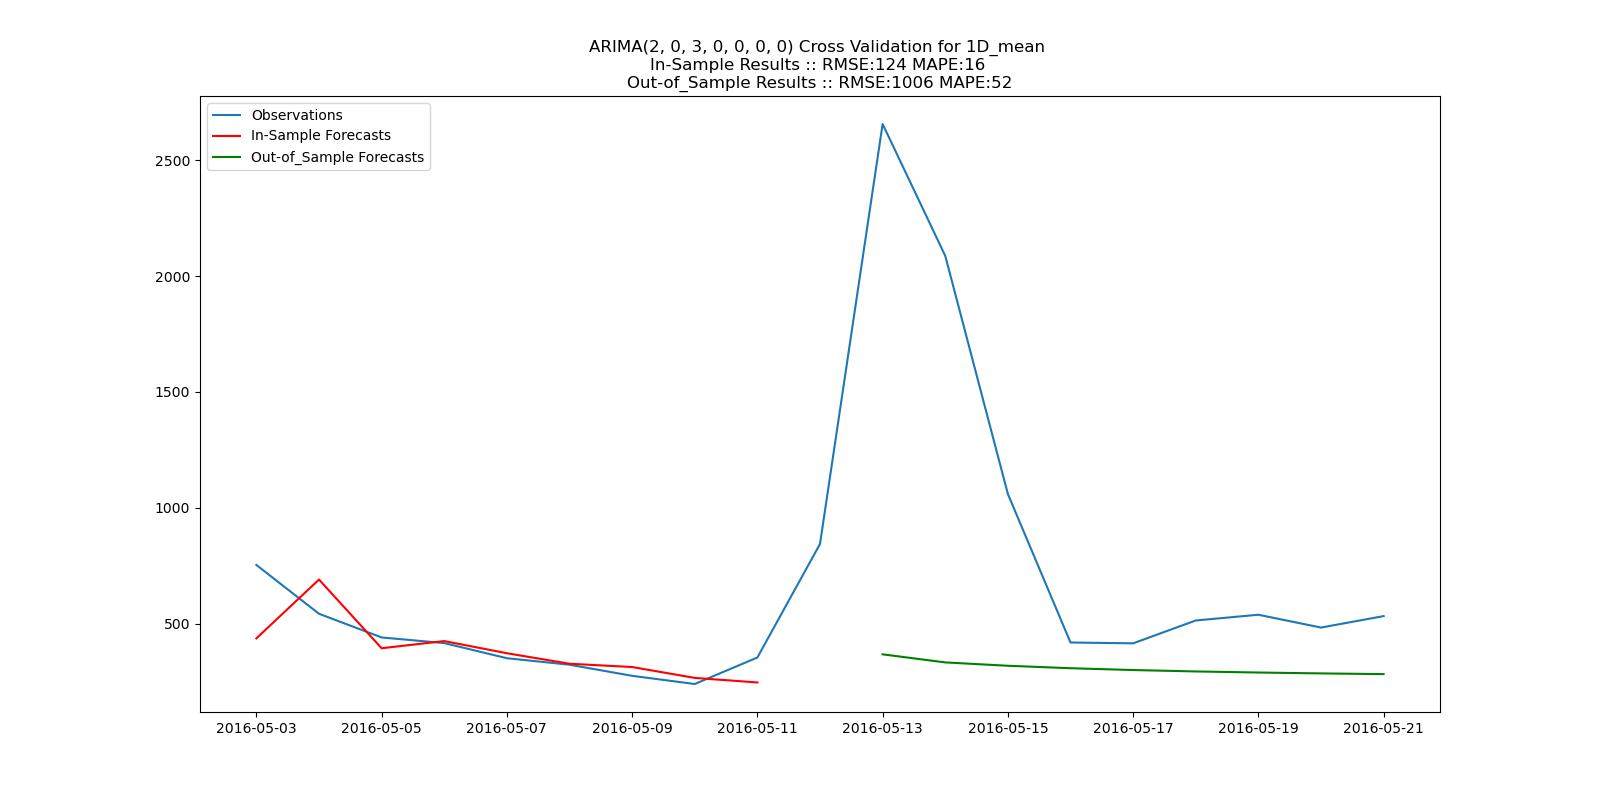 ARIMA(2, 0, 3, 0, 0, 0, 0) Cross Validation for 1D_mean
In-Sample Results :: RMSE:124 MAPE:16
Out-of_Sample Results :: RMSE:1006 MAPE:52
Observations
In-Sample Forecasts
Out-of_Sample Forecasts
2500
2000
1500
1000
500
2016-05-03 2016-05-05 2016-05-07 2016-05-09 2016-05-11 2016-05-13 2016-05-15 2016-05-17 2016-05-19 2016-05-21